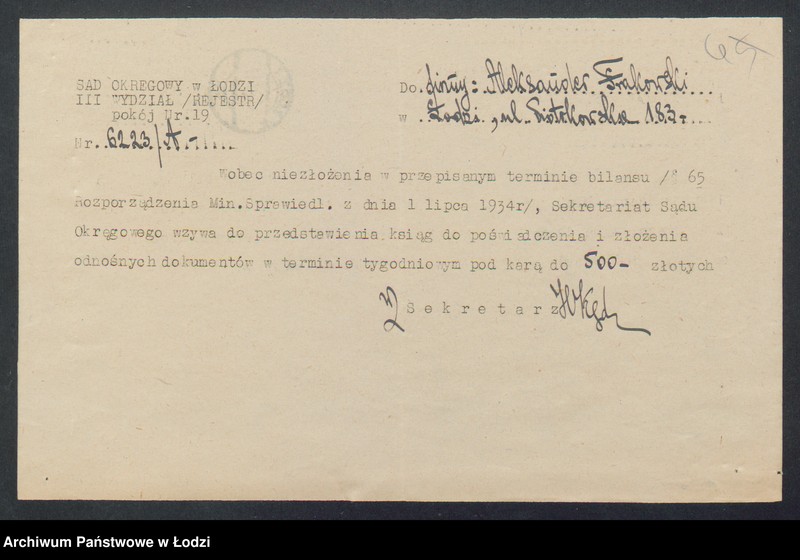 SĄD OKRĘGOWY w ŁODZI
III WYDZIAŁ /REJESTR/
pokój Nr.19
Nr. 6223/A.-
Do firmy: Aleksander Frakowski
w Łodzi, ul. Piotrkowska 183
Wobec niezłożenia w przepisanym terminie bilansu /§ 65
Rozporządzenia Min.Sprawiedl. z dnia 1 lipca 1934r/, Sekretariat Sądu
Okręgowego wzywa do przedstawienia ksiąg do poświadczenia i złożenia
odnośnych dokumentów w terminie tygodniowym pod karą do 500- złotych
Sekretarz
Archiwum Państwowe w Łodzi